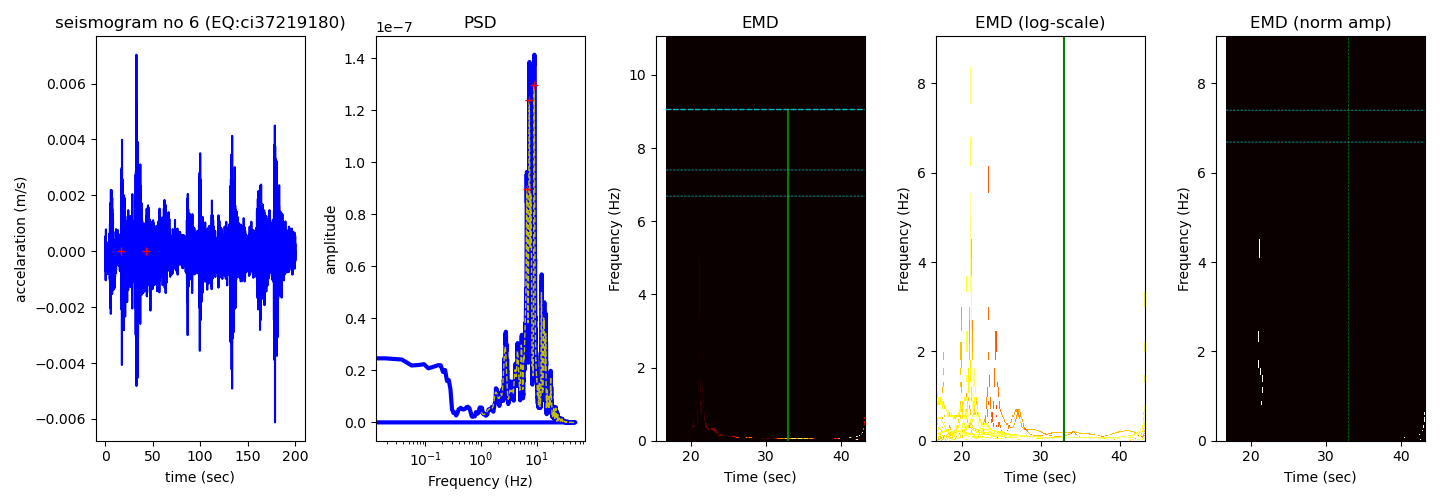 seismogram no 6 (EQ:ci37219180)
accelaration (m/s)
0.006
0.004
0.002
0.000
−0.002
−0.004
−0.006
0 50 100 150 200
time (sec)
PSD
1e−7
amplitude
1.4
1.2
1.0
0.8
0.6
0.4
0.2
0.0
10⁻¹ 10⁰ 10¹
Frequency (Hz)
EMD
Frequency (Hz)
10
8
6
4
2
0
20 30 40
Time (sec)
EMD (log-scale)
Frequency (Hz)
8
6
4
2
0
20 30 40
Time (sec)
EMD (norm amp)
Frequency (Hz)
8
6
4
2
0
20 30 40
Time (sec)